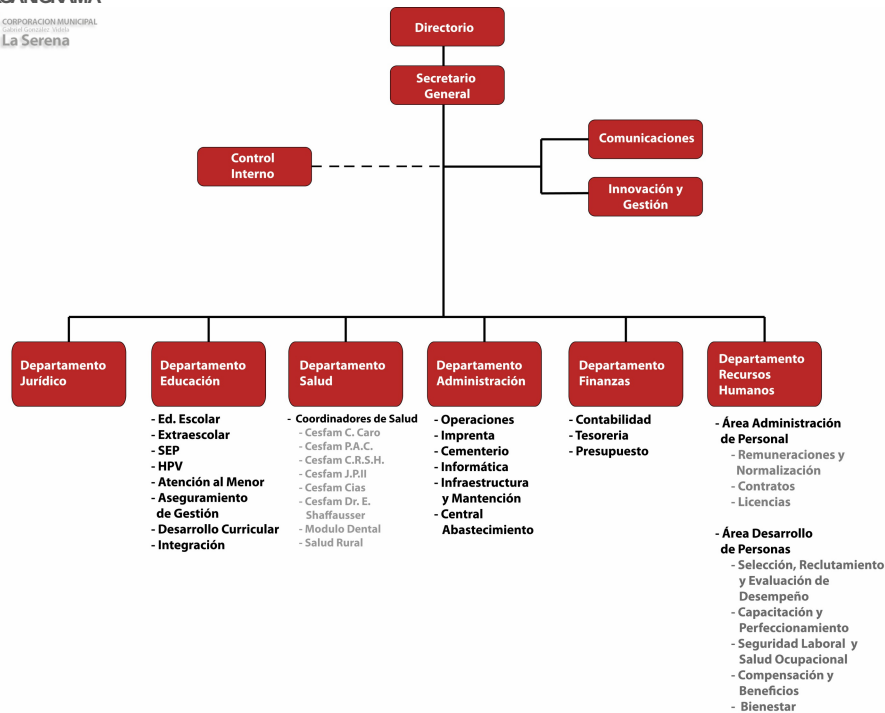 CORPORACION MUNICIPAL
Gabriel González Videla
La Serena
Directorio
Secretario
General
Control
Interno
Comunicaciones
Innovación y
Gestión
Departamento
Jurídico
Departamento
Educación
- Ed. Escolar
- Extraescolar
- SEP
- HPV
- Atención al Menor
- Aseguramiento
de Gestión
- Desarrollo Curricular
- Integración
Departamento
Salud
- Coordinadores de Salud
- Cesfam C. Caro
- Cesfam P.A.C.
- Cesfam C.R.S.H.
- Cesfam J.P.II
- Cesfam Cias
- Cesfam Dr. E.
Shaffausser
- Modulo Dental
- Salud Rural
Departamento
Administración
- Operaciones
- Imprenta
- Cementerio
- Informática
- Infraestructura
y Mantención
- Central
Abastecimiento
Departamento
Finanzas
- Contabilidad
- Tesoreria
- Presupuesto
Departamento
Recursos
Humanos
- Área Administración
de Personal
- Remuneraciones y
Normalización
- Contratos
- Licencias
- Área Desarrollo
de Personas
- Selección, Reclutamiento
y Evaluación de
Desempeño
- Capacitación y
Perfeccionamiento
- Seguridad Laboral y
Salud Ocupacional
- Compensación y
Beneficios
- Bienestar